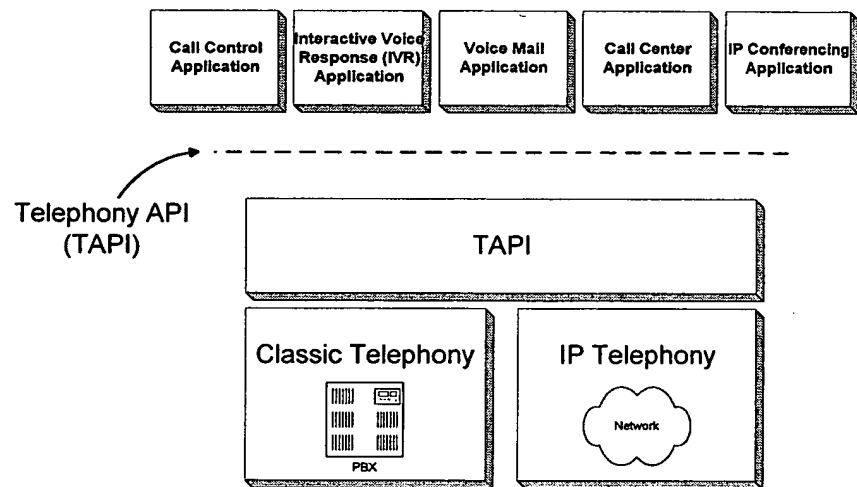 Call Control
Application
Interactive Voice
Response (IVR)
Application
Voice Mail
Application
Call Center
Application
IP Conferencing
Application
Telephony API
(TAPI)
TAPI
Classic Telephony
PBX
IP Telephony
Network